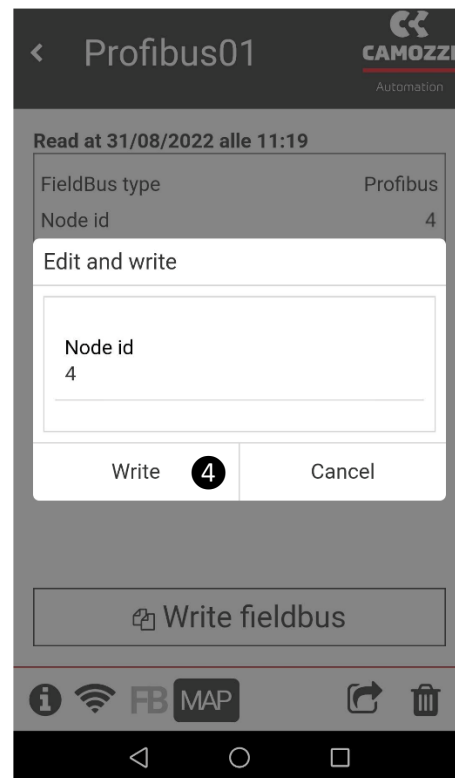 Profibus01
CAMOZZI
Automation
Read at 31/08/2022 alle 11:19
FieldBus type Profibus
Node id 4
Edit and write
Node id
4
Write 4 Cancel
Write fieldbus
FB MAP